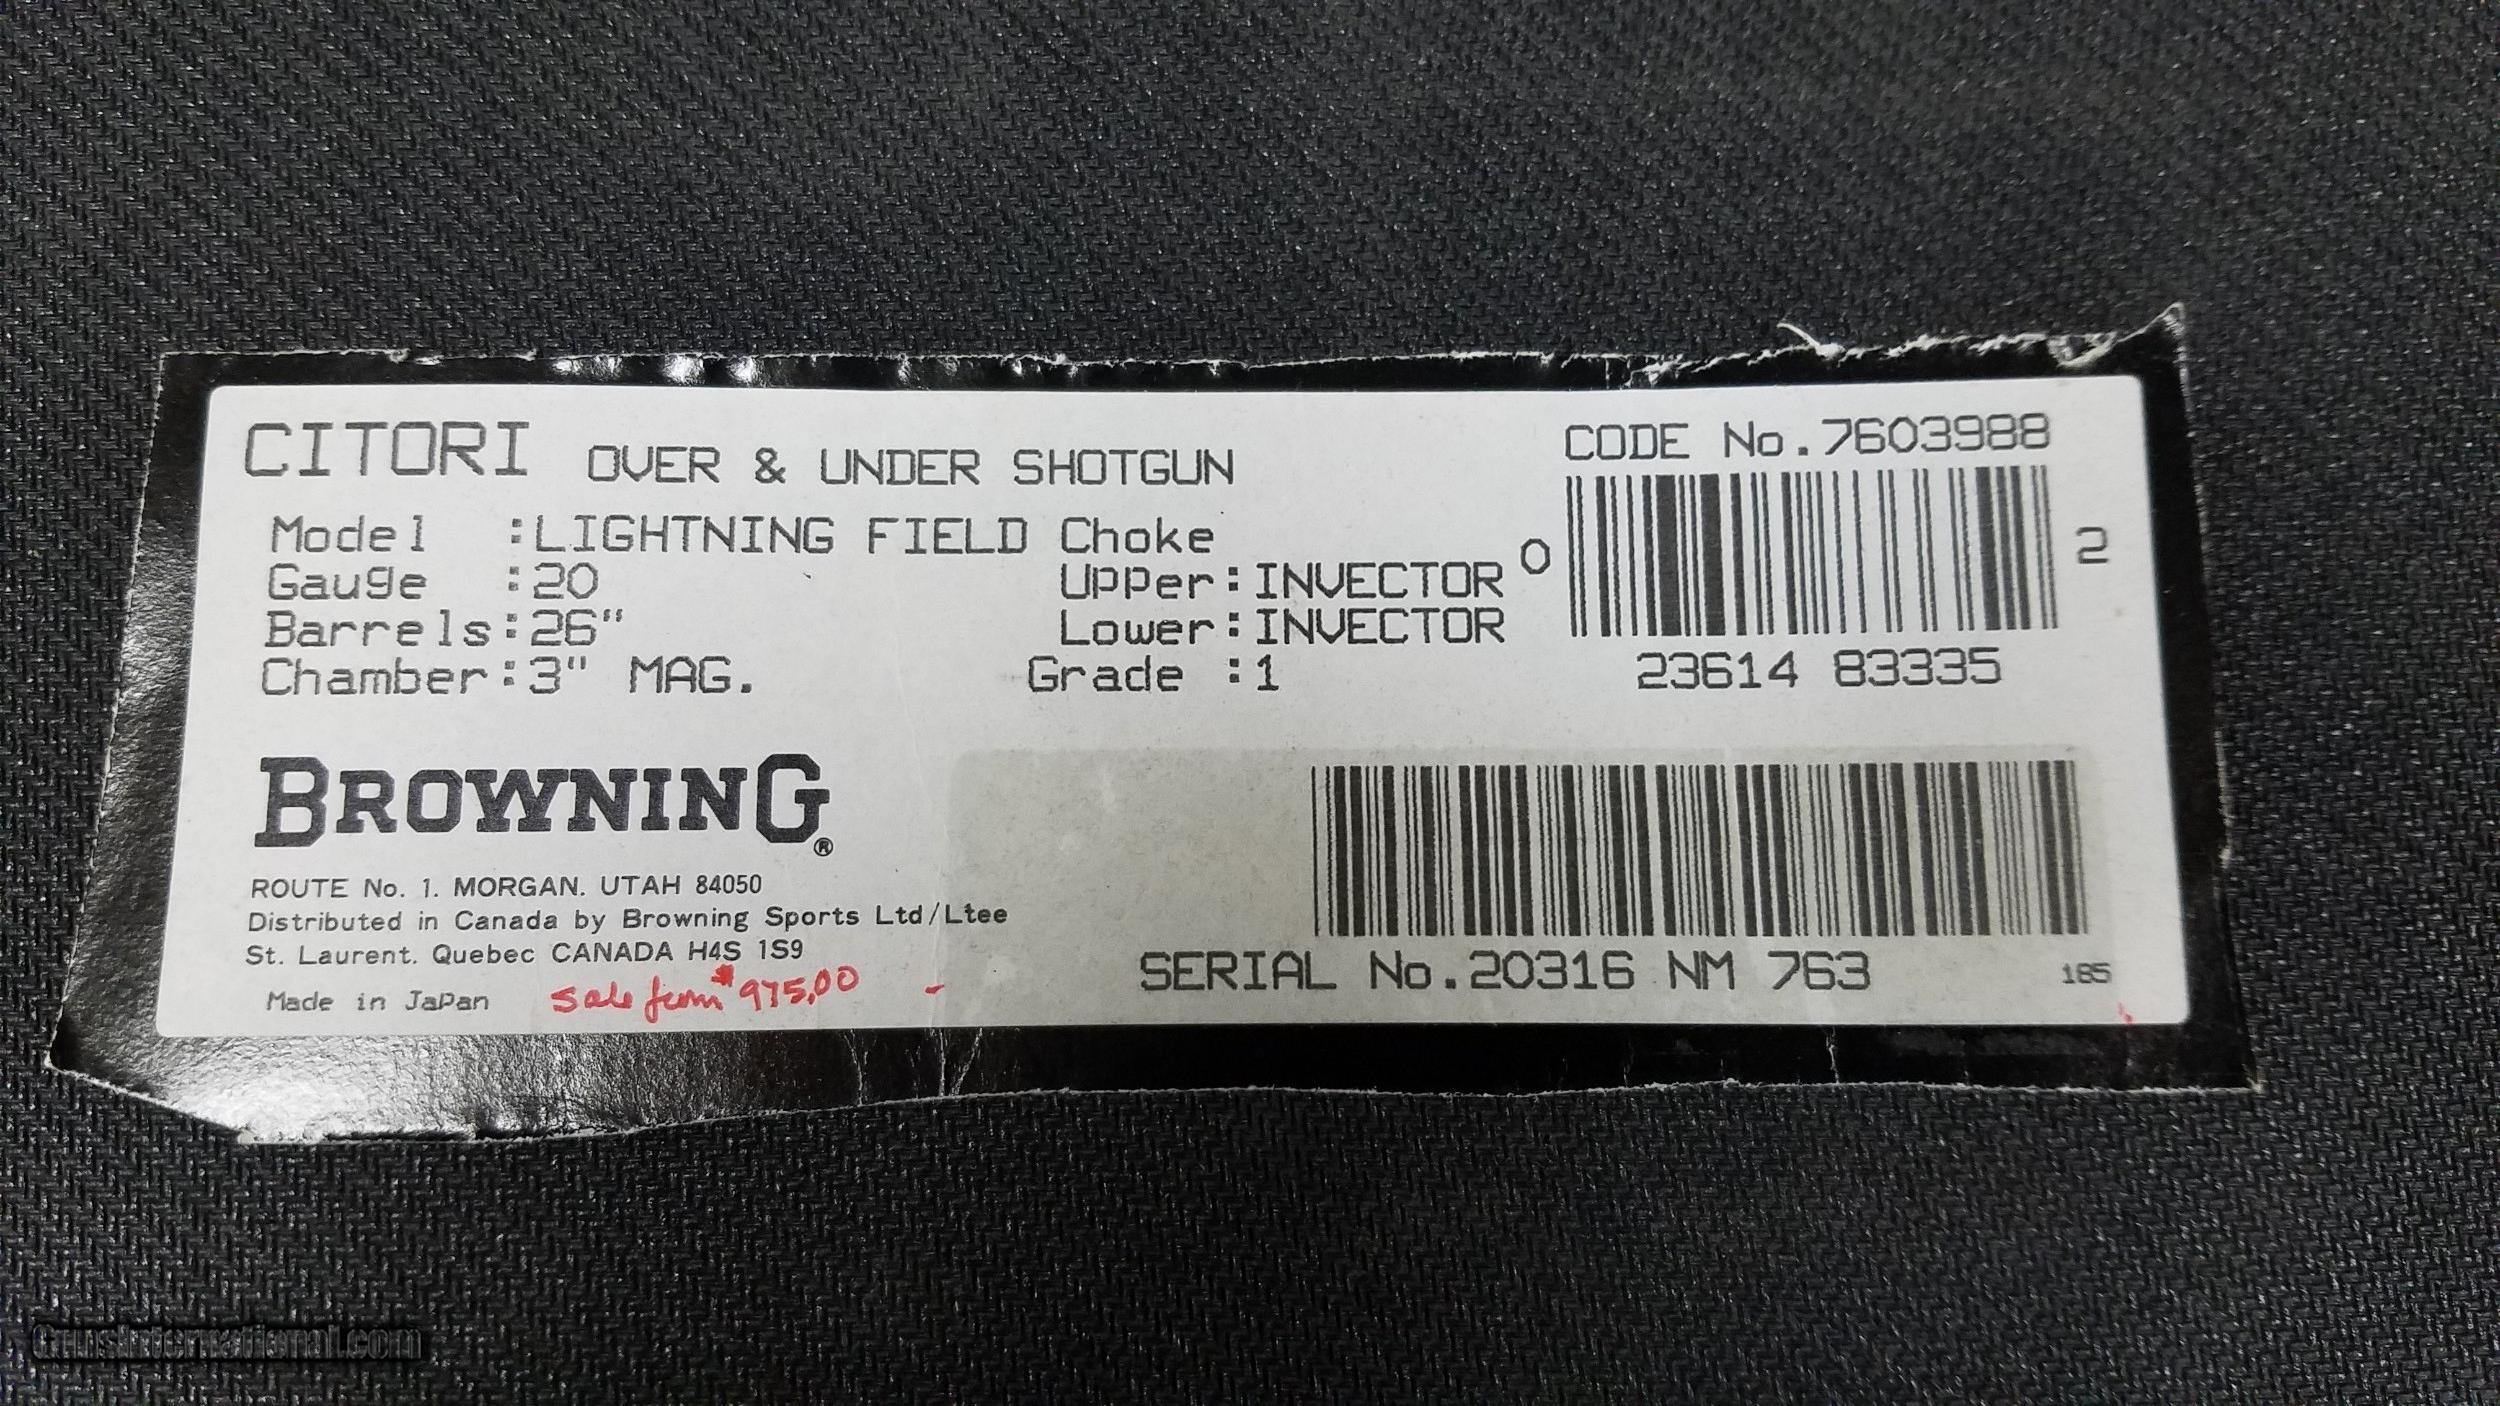 CITORI OVER & UNDER SHOTGUN
CODE No.7603988
Model :LIGHTNING FIELD Choke
Gauge :20 Upper:INVECTOR
Barrels:26" Lower:INVECTOR
Chamber:3" MAG. Grade :1
0 2
23614 83335
BROWNING®
ROUTE No. 1. MORGAN. UTAH 84050
Distributed in Canada by Browning Sports Ltd/Ltee
St. Laurent. Quebec CANADA H4S 1S9
Made in Japan
Sale from $975.00
SERIAL No.20316 NM 763
185
GunsInternational.com